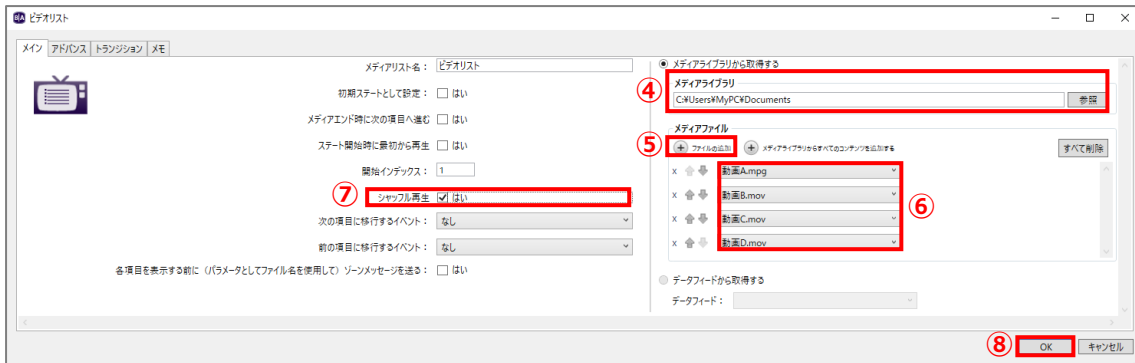 B|A ビデオリスト
メイン アドバンス トランジション メモ
メディアリスト名： ビデオリスト
初期ステートとして設定： はい
メディアエンド時に次の項目へ進む はい
ステート開始時に最初から再生 はい
開始インデックス： 1
⑦ シャッフル再生 はい
次の項目に移行するイベント： なし
前の項目に移行するイベント： なし
各項目を表示する前に（パラメータとしてファイル名を使用して）ゾーンメッセージを送る： はい
メディアライブラリから取得する
④ メディアライブラリ
C:¥Users¥MyPC¥Documents 参照
メディアファイル
⑤ ファイルの追加 メディアライブラリからすべてのコンテンツを追加する すべて削除
x 動画A.mpg
x 動画B.mov
⑥
x 動画C.mov
x 動画D.mov
データフィードから取得する
データフィード：
⑧ OK キャンセル